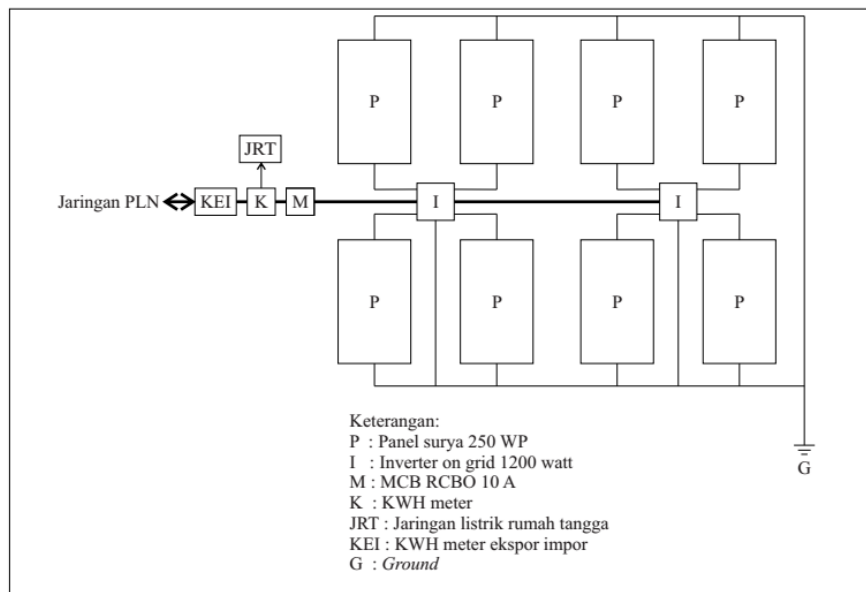 P P P P
JRT
Jaringan PLN KEI K M I I
P P P P
Keterangan:
P : Panel surya 250 WP
I : Inverter on grid 1200 watt
M : MCB RCBO 10 A
K : KWH meter
JRT : Jaringan listrik rumah tangga
KEI : KWH meter ekspor impor
G : Ground
G